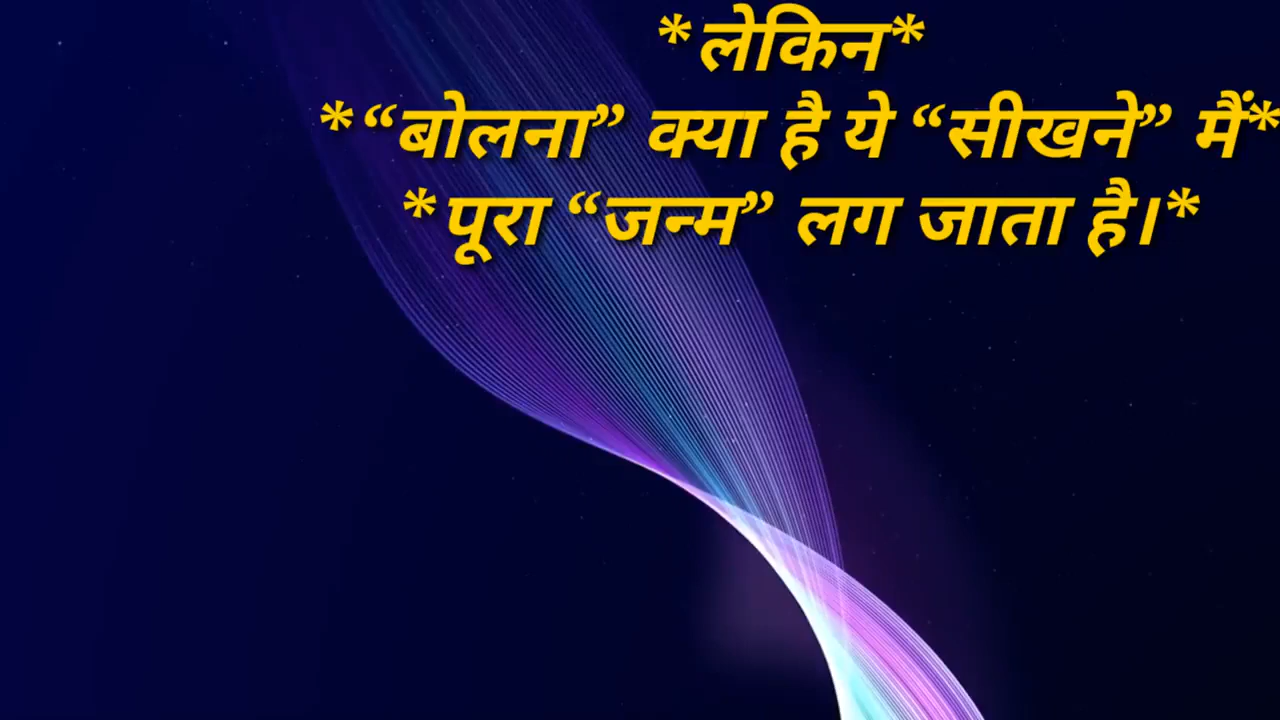 *लेकिन*
*“बोलना” क्या है ये “सीखने” मैं*
*पूरा “जन्म” लग जाता है।*